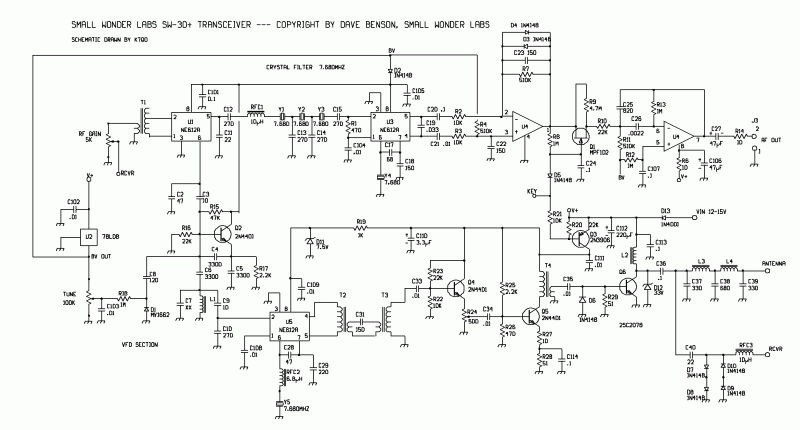 SMALL WONDER LABS SW-30+ TRANSCEIVER --- COPYRIGHT BY DAVE BENSON, SMALL WONDER LABS
SCHEMATIC DRAWN BY K7QO
D4 1N4148
D3 1N4148
C23 150
R7
510K
8V
D2
1N4148
CRYSTAL FILTER 7.680MHZ
T1
C101
0.1
C12
270
RFC1
10µH
Y1
7.680
Y2
7.680
Y3
7.680
C15
270
C105
.01
C20 .1
R2
10K
U4
R8
1M
R9
4.7M
R10
22K
C25
820
R13
1M
C26
.0022
C27
47µF
R14
10
J3
RF OUT
RF GAIN
5K
U1
NE612A
C11
22
C13
270
C14
270
R1
470
C104
.01
U3
NE612A
C17
68
C18
150
C19
.033
C21 .01
R3
10K
R4
510K
C22
150
Q1
MPF102
C24
.1
R11
510K
R12
1M
8V
C107
.1
U4
R6
10
V+
C106
47µF
RCVR
Y4
7.680
D5
1N4148
KEY
V+
C102
.01
U2
78L08
8V OUT
C2
47
C3
10
R15
47K
R16
22K
Q2
2N4401
C4
3300
C5
3300
R17
2.2K
C6
3300
C8
120
TUNE
100K
C103
.01
R18
1M
D1
MV1662
C7
XX
L1
C9
10
C10
270
VFO SECTION
D11
7.5V
R19
1K
C110
3.3µF
C109
.01
U5
NE612A
C108
.01
C28
47
RFC2
6.8µH
C29
220
Y5
7.680MHZ
T2
C31
150
T3
C33
.01
R23
22K
R22
10K
Q4
2N4401
R24
500
C34
.01
R25
2.2K
R26
470
Q5
2N4401
R27
10
R28
51
C114
.1
T4
R21
10K
V+
R20
22K
Q3
2N3906
C112
220µF
C111
.01
D13
1N4001
VIN 12-15V
L2
C113
.1
C35
.01
D6
1N4148
R29
51
Q6
2SC2078
D12
33V
C36
.1
L3
L4
ANTENNA
C37
330
C38
680
C39
330
C40
22
RFC3
10µH
RCVR
D7
1N4148
D10
1N4148
D8
1N4148
D9
1N4148